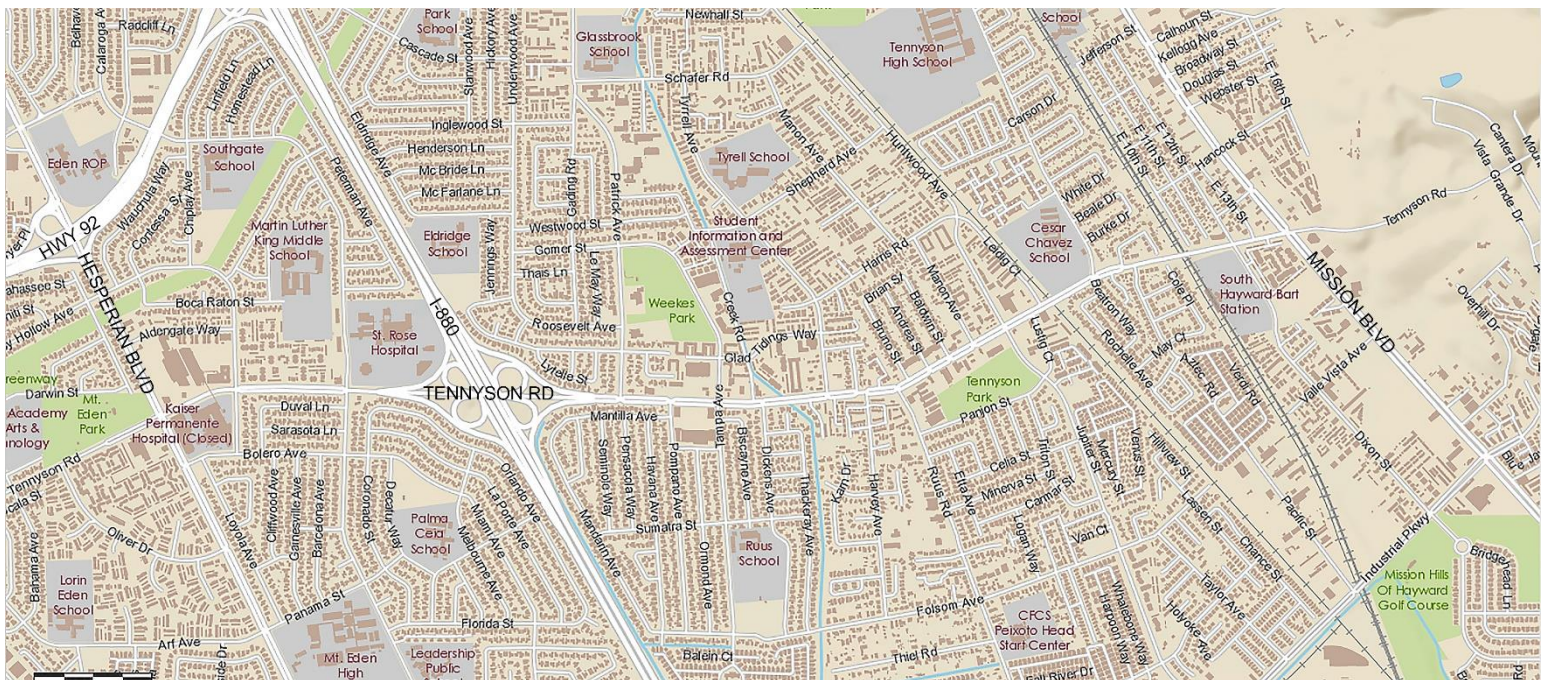 Radcliff Ln
Calaroga Ave
Park
School
Cascade St
Stanwood Ave
Hickory Ave
Underwood Ave
Glassbrook
School
Newhall St
Schafer Rd
Tennyson
High School
School
Jefferson St
Calhoun St
Kellogg Ave
Broadway St
Douglas St
Webster St
E 16th St
Linfield Ln
Homestead Ln
Eldridge Ave
Inglewood St
Henderson Ln
Mc Bride Ln
Mc Farlane Ln
Tyrrell Ave
Tyrell School
Manon Ave
Shepherd Ave
Huntwood Ave
Carson Dr
E 10th St
E 11th St
E 12th St
E 13th St
Hancock St
Cantera Dr
Vista Grande Dr
Tennyson Rd
Eden ROP
Southgate
School
Wauchula Way
Contessa St
Chiplay Ave
Peterman Ave
Martin Luther
King Middle
School
HWY 92
HESPERIAN BLVD
Eldridge
School
Jennings Way
Gading Rd
Patrick Ave
Westwood St
Gomer St
Thais Ln
Le May Way
Roosevelt Ave
Student
Information and
Assessment Center
Weekes
Park
Creek Rd
Glad
Tidings Way
Harris Rd
Brian St
Bruno St
Andrea St
Baldwin St
Manon Ave
Leidig Ct
White Dr
Beale Dr
Burke Dr
Cesar
Chavez
School
South
Hayward Bart
Station
MISSION BLVD
Overhill Dr
Boca Raton St
Aldengate Way
I-880
St. Rose
Hospital
TENNYSON RD
Lytelle St
Mantilla Ave
Lustig Ct
Beatron Way
Rochelle Ave
Cole Pl
May Ct
Aztec Rd
Verdi Rd
Valle Vista Ave
Dixon St
Tennyson
Park
Panjon St
Darwin St
Mt.
Eden
Park
Academy
Arts &
Kaiser
Permanente
Hospital (Closed)
Duval Ln
Sarasota Ln
Bolero Ave
Tennyson Rd
Oliver Dr
Bahama Ave
Lorin
Eden
School
Arf Ave
Loyola Ave
Cliffwood Ave
Gainesville Ave
Barcelona Ave
Coronado St
Decatur Way
Palma
Ceia
School
Orlando Ave
La Porte Ave
Miami Ave
Melbourne Ave
Panama St
Mt. Eden
High
Florida St
Leadership
Public
Mandarin Ave
Seminole Way
Pensacola Way
Havana Ave
Pompano Ave
Lanida Ave
Biscayne Ave
Dickens Ave
Thackeray Ave
Sumatra St
Ormond Ave
Ruus
School
Balein Ct
Karn Dr
Harvey Ave
Ruus Rd
Etta Ave
Celia St
Minerva St
Carmar St
Triton St
Jupiter St
Mercury St
Venus St
Hillview St
Logan Way
Van Ct
Lassen St
Chance St
Pacific St
Folsom Ave
Thiel Rd
CFCS
Peixoto Head
Start Center
Harpoon Way
Whalebone Way
Holyoke Ave
Taylor Ave
Salt River Dr
Industrial Pkwy
Mission Hills
Of Hayward
Golf Course
Bridgehead Ln